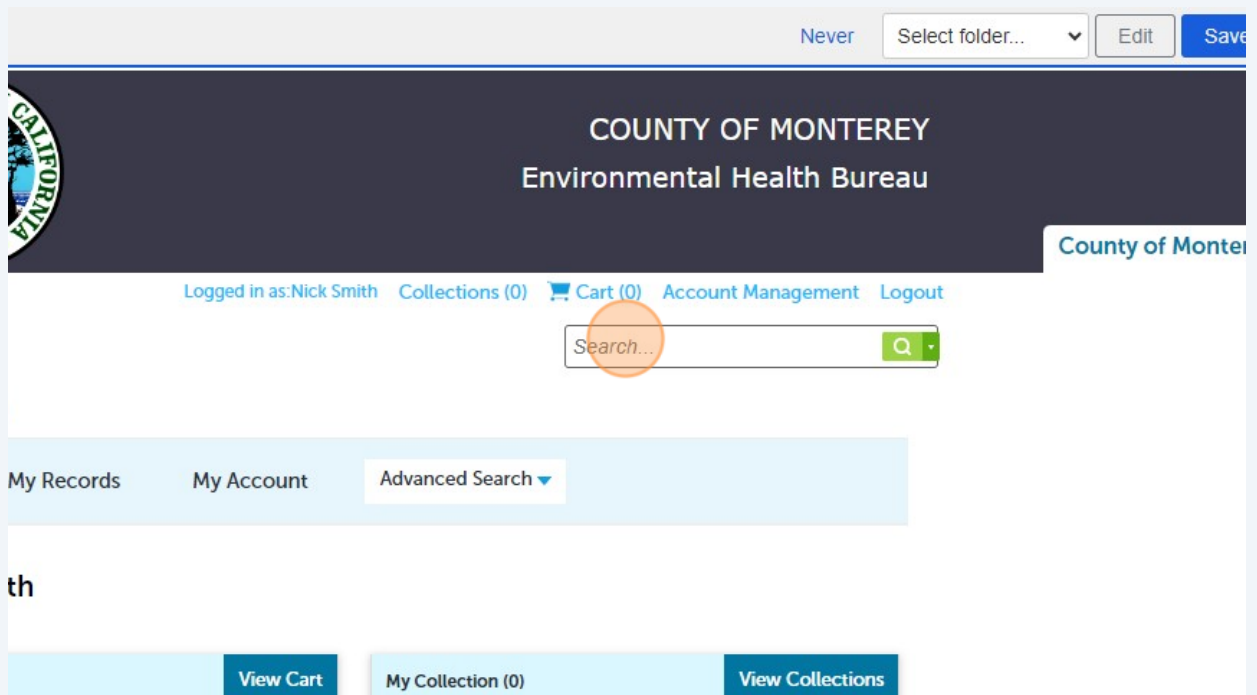 Never Select folder... Edit Save
CALIFORNIA
COUNTY OF MONTEREY
Environmental Health Bureau
County of Monter
Logged in as:Nick Smith Collections (0) Cart (0) Account Management Logout
Search...
My Records My Account Advanced Search
th
View Cart My Collection (0) View Collections